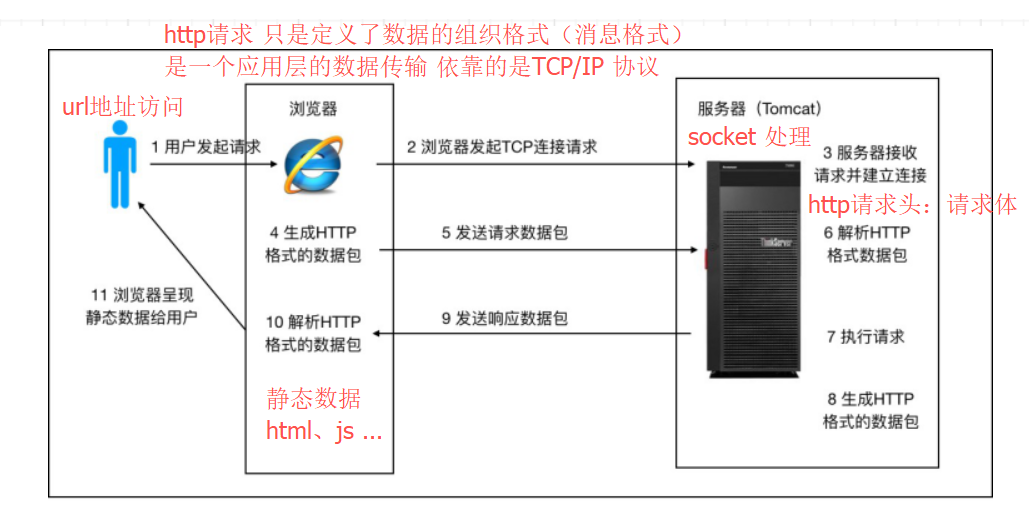 http请求 只是定义了数据的组织格式（消息格式）
是一个应用层的数据传输 依靠的是TCP/IP 协议
url地址访问
浏览器
服务器（Tomcat）
socket 处理
1 用户发起请求
2 浏览器发起TCP连接请求
3 服务器接收
请求并建立连接
http请求头：请求体
4 生成HTTP
格式的数据包
5 发送请求数据包
6 解析HTTP
格式数据包
ThinkServer
11 浏览器呈现
静态数据给用户
10 解析HTTP
格式的数据包
9 发送响应数据包
7 执行请求
静态数据
html、js ...
8 生成HTTP
格式的数据包